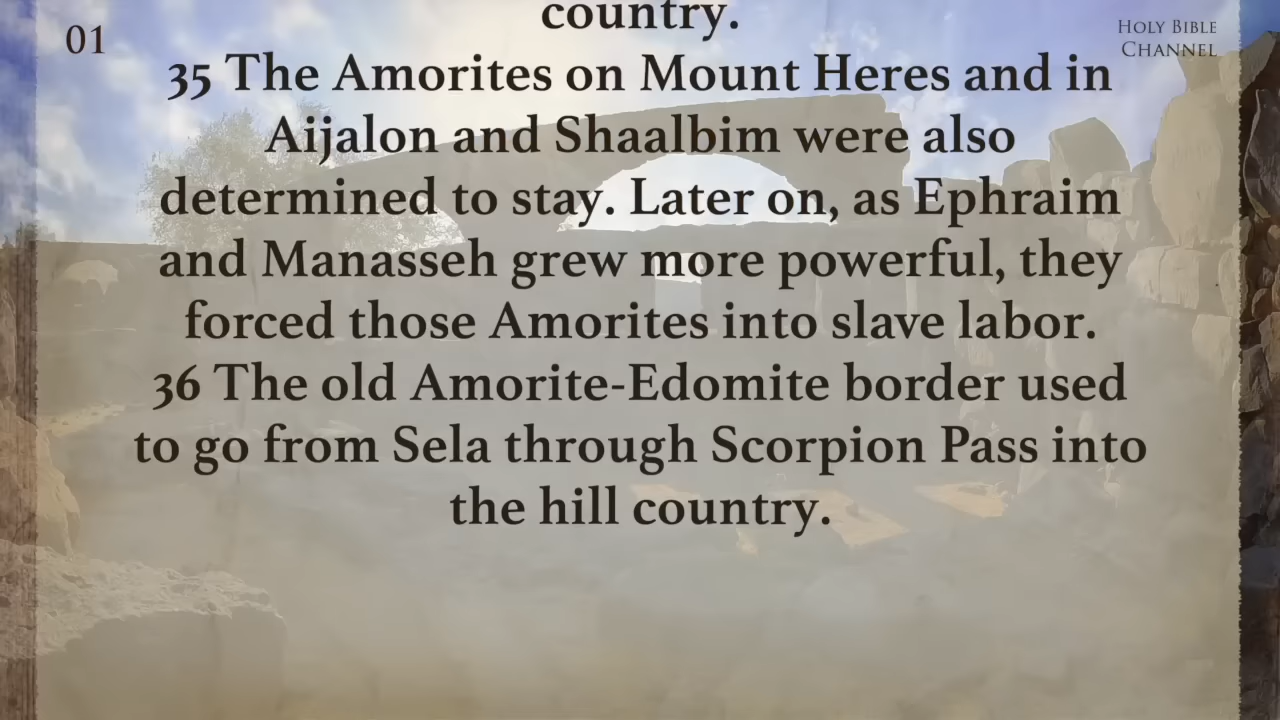 01
HOLY BIBLE
CHANNEL
country.
35 The Amorites on Mount Heres and in
Aijalon and Shaalbim were also
determined to stay. Later on, as Ephraim
and Manasseh grew more powerful, they
forced those Amorites into slave labor.
36 The old Amorite-Edomite border used
to go from Sela through Scorpion Pass into
the hill country.